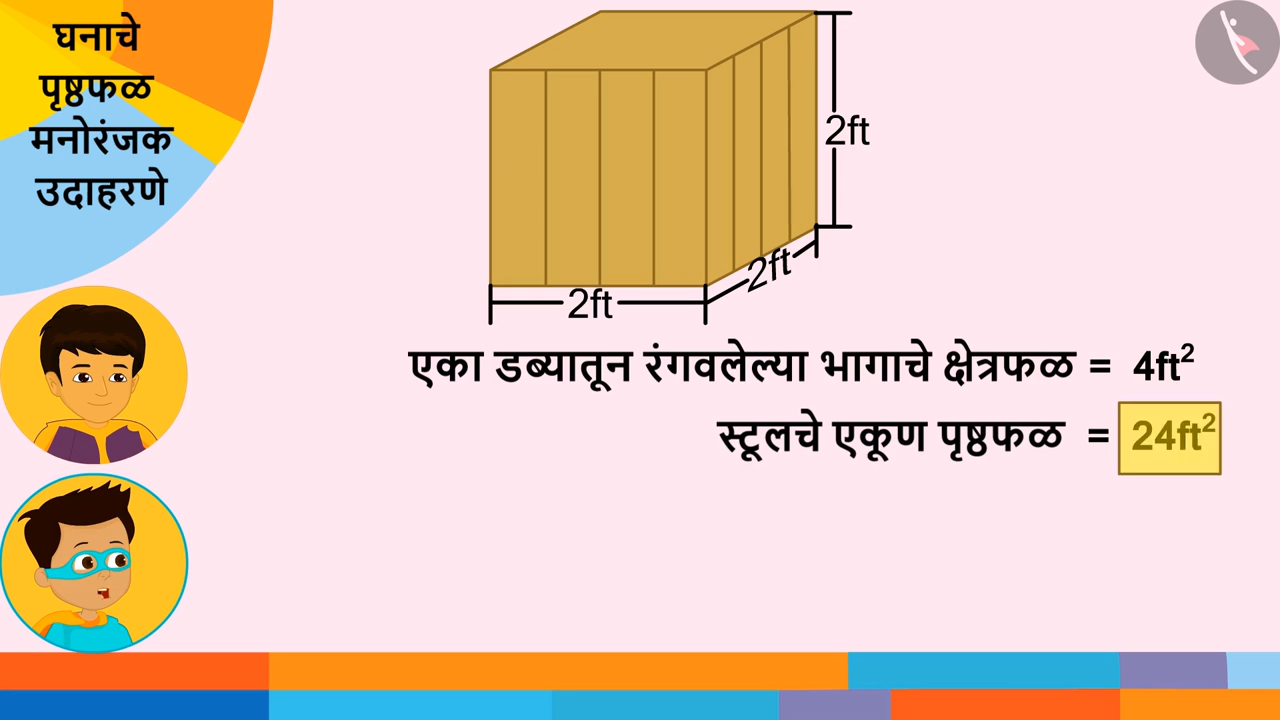 घनाचे
पृष्ठफळ
मनोरंजक
उदाहरणे
2ft
2ft
2ft
एका डब्यातून रंगवलेल्या भागाचे क्षेत्रफळ = 4ft²
स्टूलचे एकूण पृष्ठफळ = 24ft²